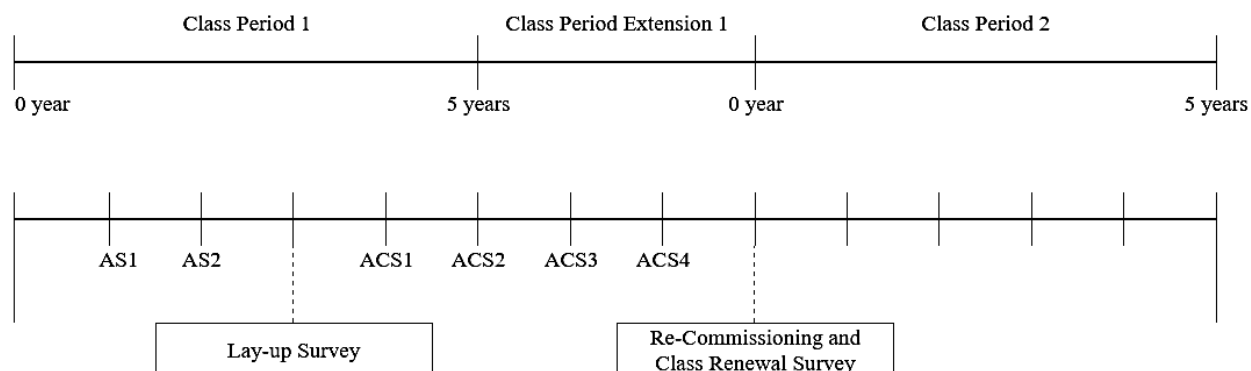 Class Period 1
Class Period Extension 1
Class Period 2
0 year
5 years
0 year
5 years
AS1
AS2
ACS1
ACS2
ACS3
ACS4
Lay-up Survey
Re-Commissioning and
Class Renewal Survey